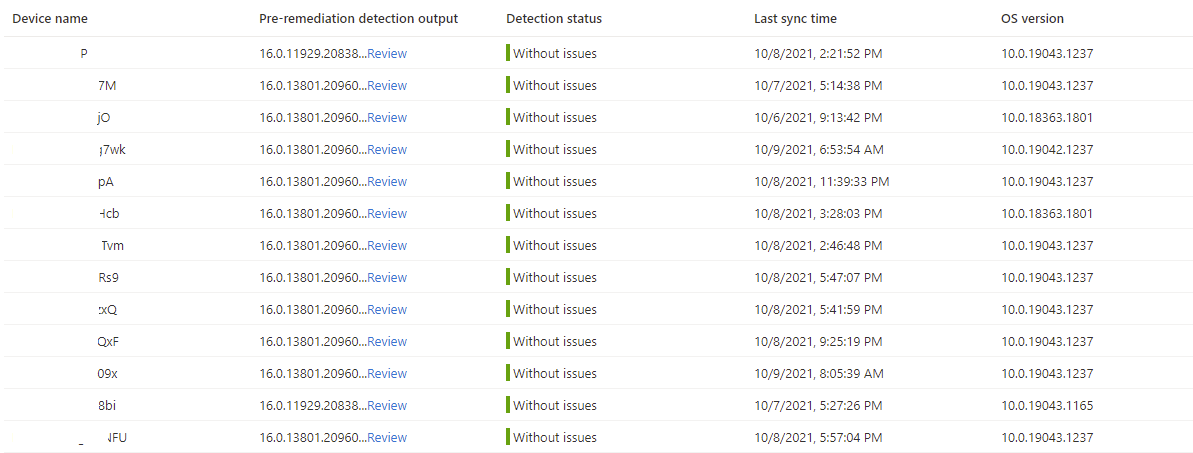 Device name Pre-remediation detection output Detection status Last sync time OS version
P 16.0.11929.20838...Review Without issues 10/8/2021, 2:21:52 PM 10.0.19043.1237
7M 16.0.13801.20960...Review Without issues 10/7/2021, 5:14:38 PM 10.0.19043.1237
jO 16.0.13801.20960...Review Without issues 10/6/2021, 9:13:42 PM 10.0.18363.1801
g7wk 16.0.13801.20960...Review Without issues 10/9/2021, 6:53:54 AM 10.0.19042.1237
pA 16.0.13801.20960...Review Without issues 10/8/2021, 11:39:33 PM 10.0.19043.1237
Hcb 16.0.13801.20960...Review Without issues 10/8/2021, 3:28:03 PM 10.0.18363.1801
Tvm 16.0.13801.20960...Review Without issues 10/8/2021, 2:46:48 PM 10.0.19043.1237
Rs9 16.0.13801.20960...Review Without issues 10/8/2021, 5:47:07 PM 10.0.19043.1237
xQ 16.0.13801.20960...Review Without issues 10/8/2021, 5:41:59 PM 10.0.19043.1237
QxF 16.0.13801.20960...Review Without issues 10/8/2021, 9:25:19 PM 10.0.19043.1237
09x 16.0.13801.20960...Review Without issues 10/9/2021, 8:05:39 AM 10.0.19043.1237
8bi 16.0.11929.20838...Review Without issues 10/7/2021, 5:27:26 PM 10.0.19043.1165
NFU 16.0.13801.20960...Review Without issues 10/8/2021, 5:57:04 PM 10.0.19043.1237